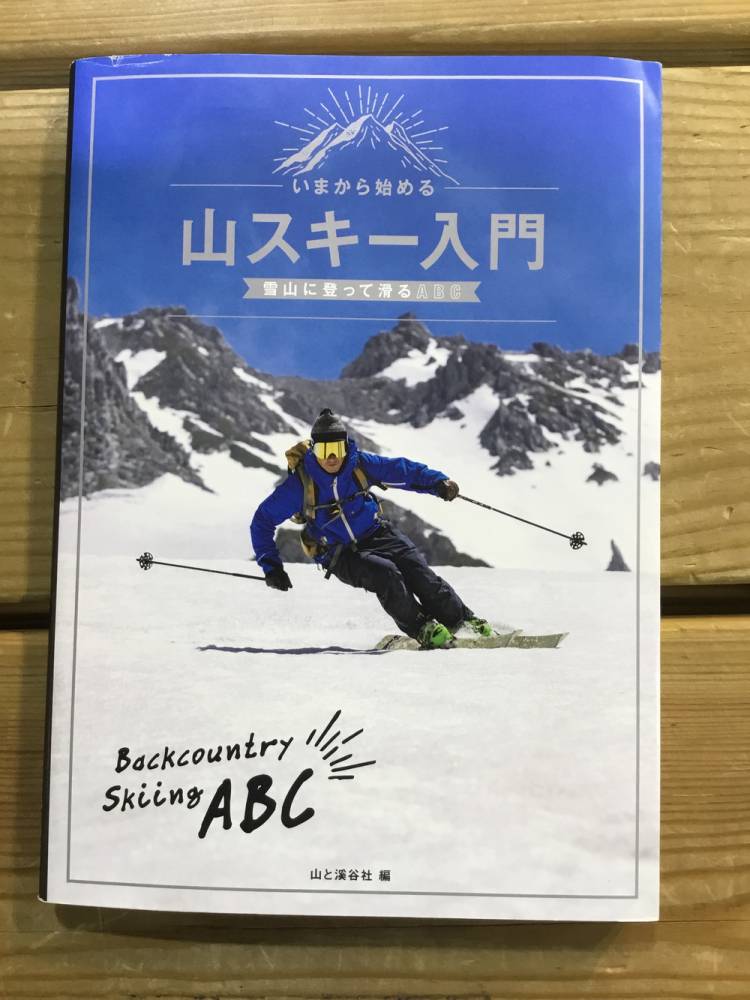 いまから始める
山スキー入門
雪山に登って滑るABC
Backcountry
Skiing ABC
山と溪谷社 編